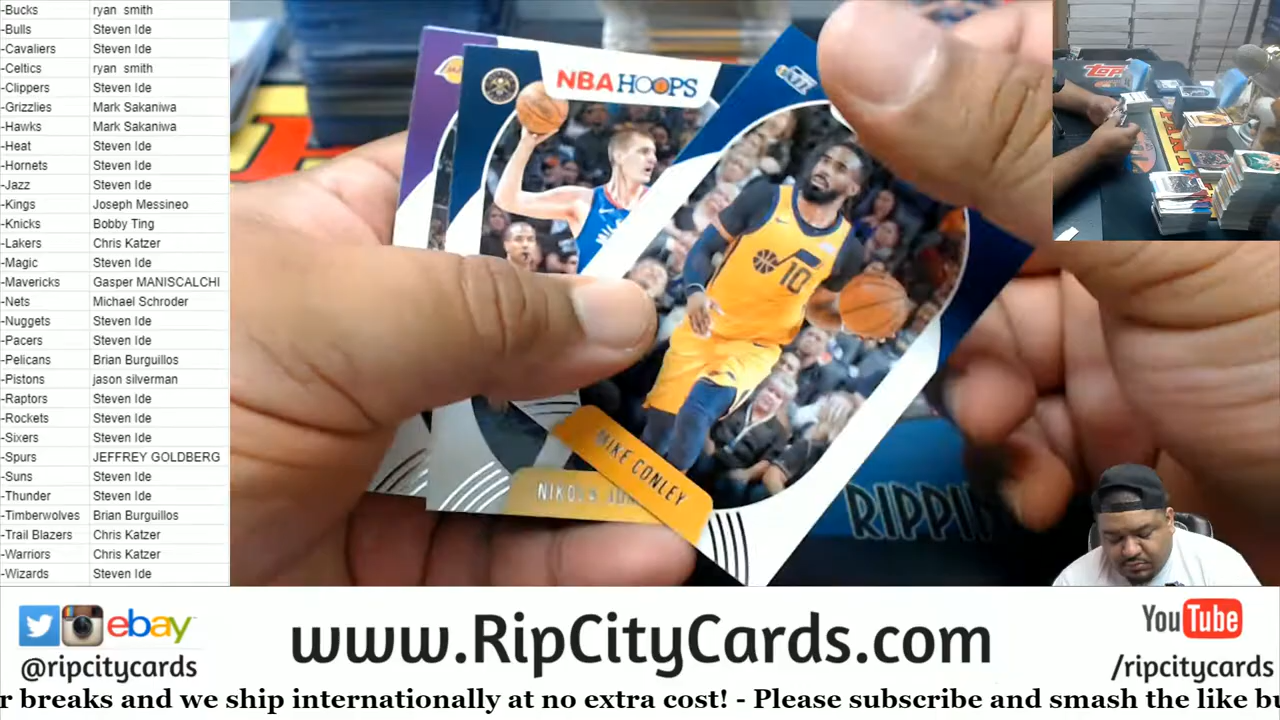 -Bucks ryan smith
-Bulls Steven Ide
-Cavaliers Steven Ide
-Celtics ryan smith
-Clippers Steven Ide
-Grizzlies Mark Sakaniwa
-Hawks Mark Sakaniwa
-Heat Steven Ide
-Hornets Steven Ide
-Jazz Steven Ide
-Kings Joseph Messineo
-Knicks Bobby Ting
-Lakers Chris Katzer
-Magic Steven Ide
-Mavericks Gasper MANISCALCHI
-Nets Michael Schroder
-Nuggets Steven Ide
-Pacers Steven Ide
-Pelicans Brian Burguillos
-Pistons jason silverman
-Raptors Steven Ide
-Rockets Steven Ide
-Sixers Steven Ide
-Spurs JEFFREY GOLDBERG
-Suns Steven Ide
-Thunder Steven Ide
-Timberwolves Brian Burguillos
-Trail Blazers Chris Katzer
-Warriors Chris Katzer
-Wizards Steven Ide
NBA HOOPS
10
MIKE CONLEY
NIKOLA
RIPPIN
Topps
ebay
@ripcitycards
www.RipCityCards.com
YouTube
/ripcitycards
r breaks and we ship internationally at no extra cost! - Please subscribe and smash the like bu